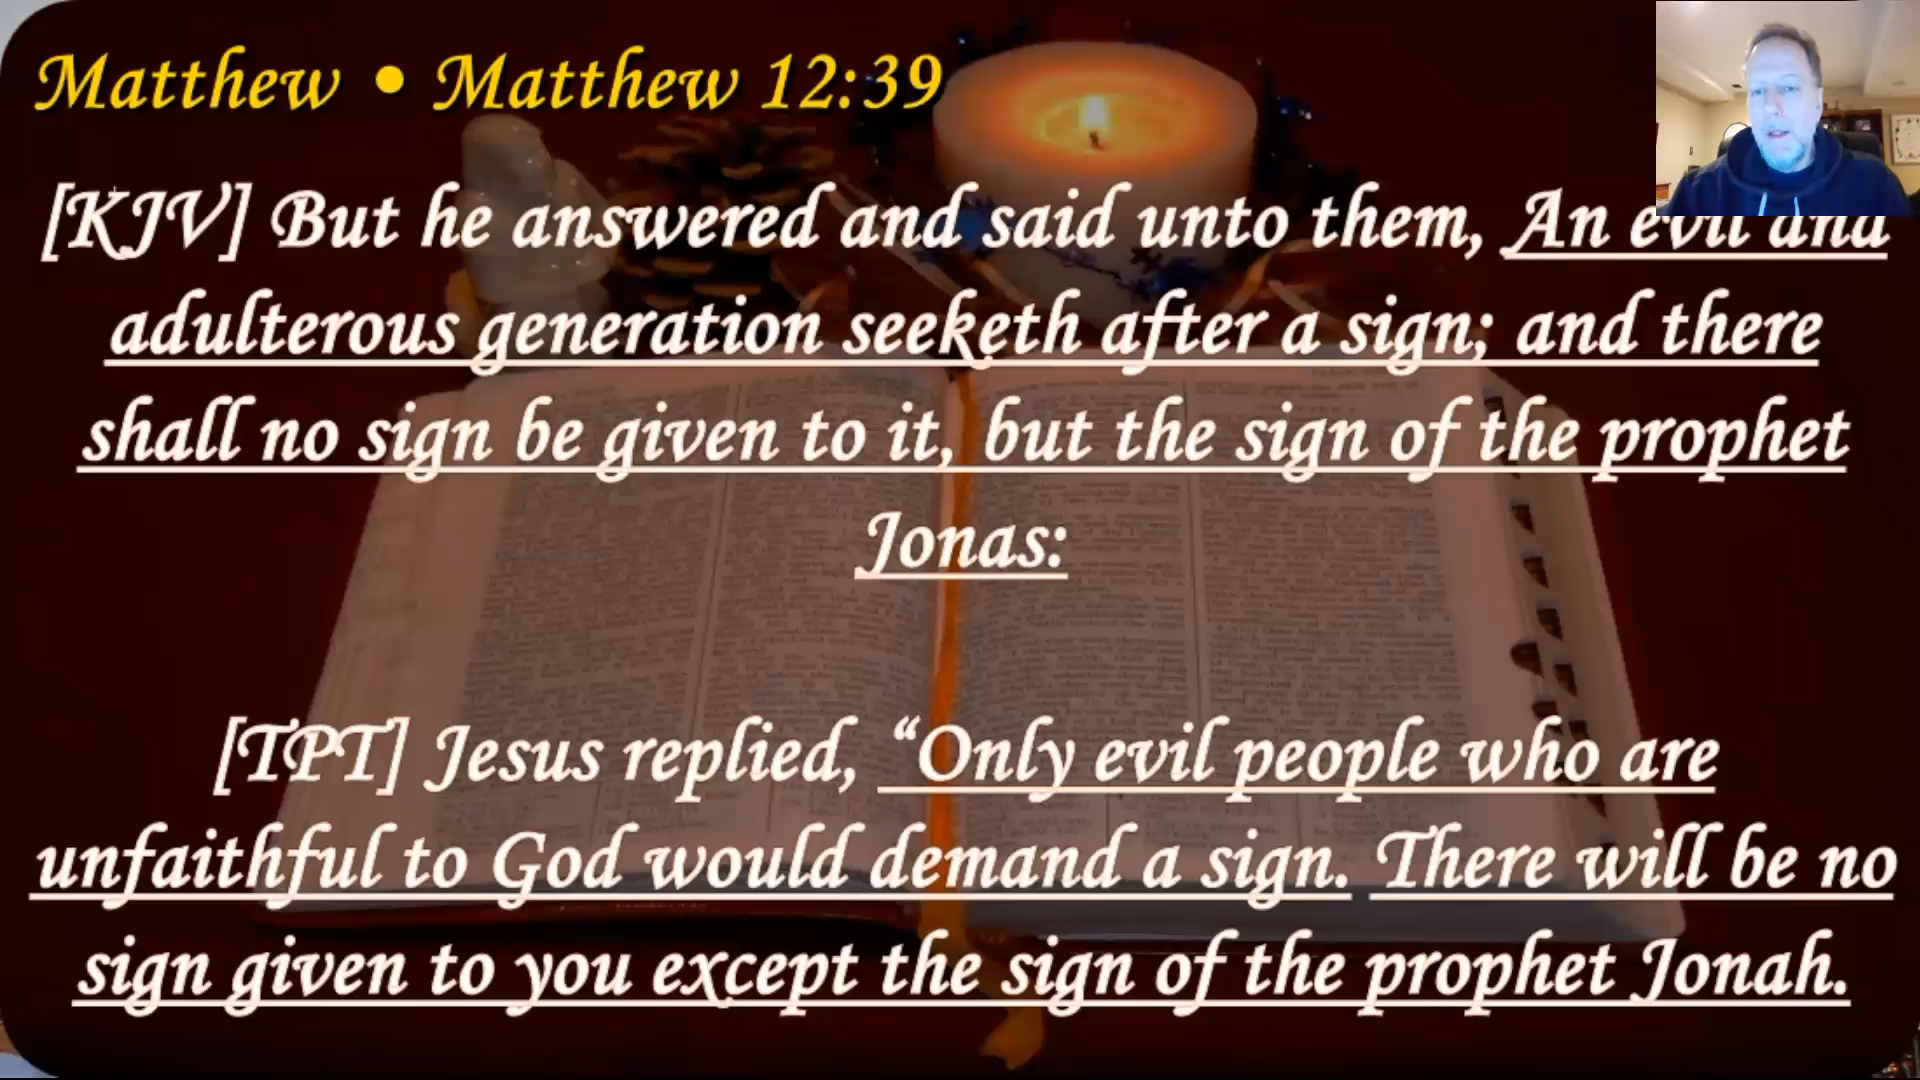 Matthew • Matthew 12:39
[KJV] But he answered and said unto them, An evil and
adulterous generation seeketh after a sign; and there
shall no sign be given to it, but the sign of the prophet
Jonas:
[TPT] Jesus replied, “Only evil people who are
unfaithful to God would demand a sign. There will be no
sign given to you except the sign of the prophet Jonah.